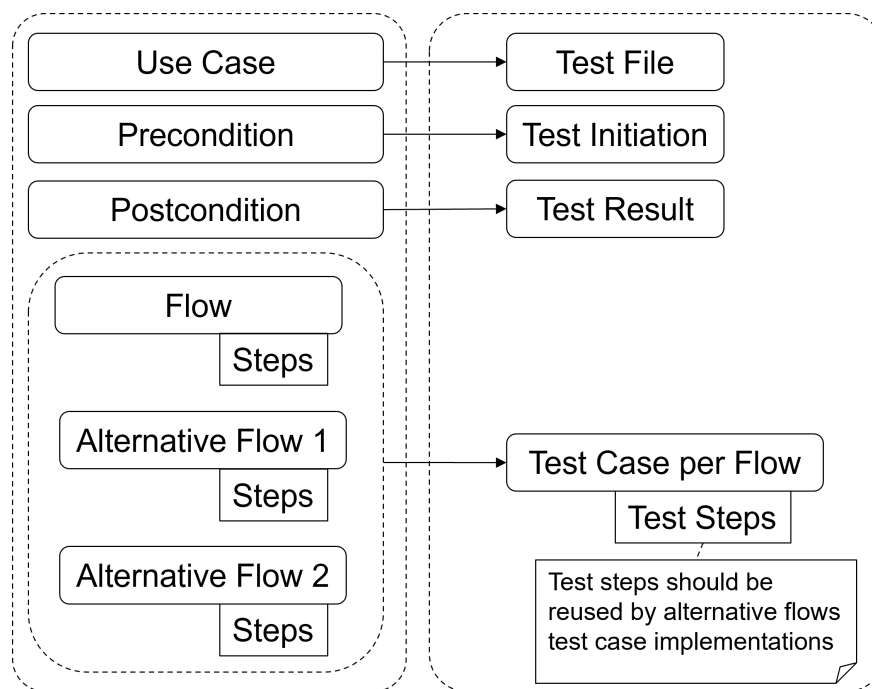 Use Case
Test File
Precondition
Test Initiation
Postcondition
Test Result
Flow
Steps
Alternative Flow 1
Steps
Alternative Flow 2
Steps
Test Case per Flow
Test Steps
Test steps should be
reused by alternative flows
test case implementations